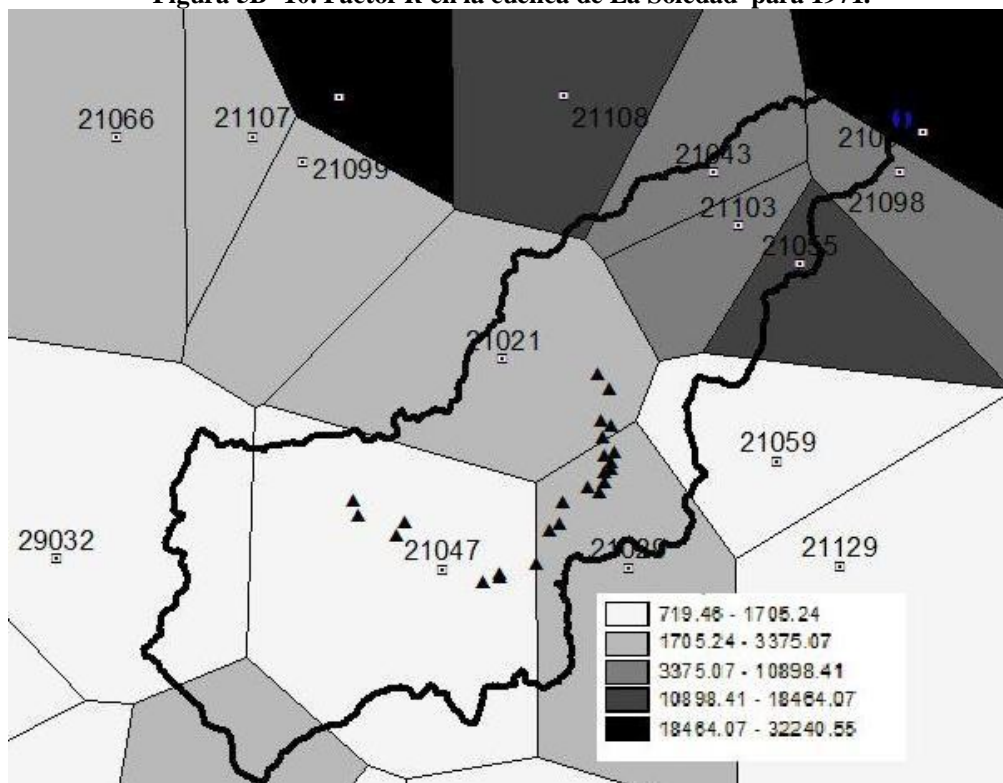 Figura 5B- 10. Factor R en la cuenca de La Soledad para 1971.
21066
21107
21108
21099
21043
21098
21103
21055
21021
21059
29032
21047
21129
719.46 - 1705.24
1705.24 - 3375.07
3375.07 - 10898.41
10898.41 - 18464.07
18464.07 - 32240.55